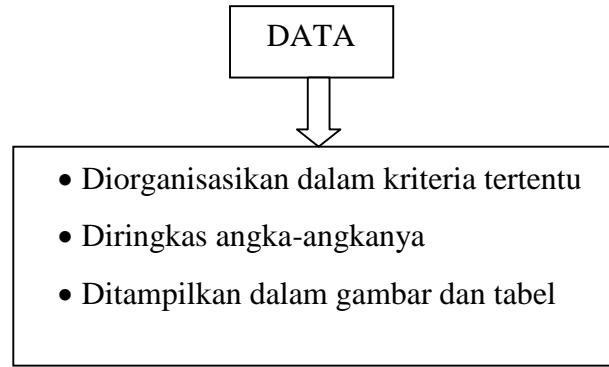 DATA
• Diorganisasikan dalam kriteria tertentu
• Diringkas angka-angkanya
• Ditampilkan dalam gambar dan tabel